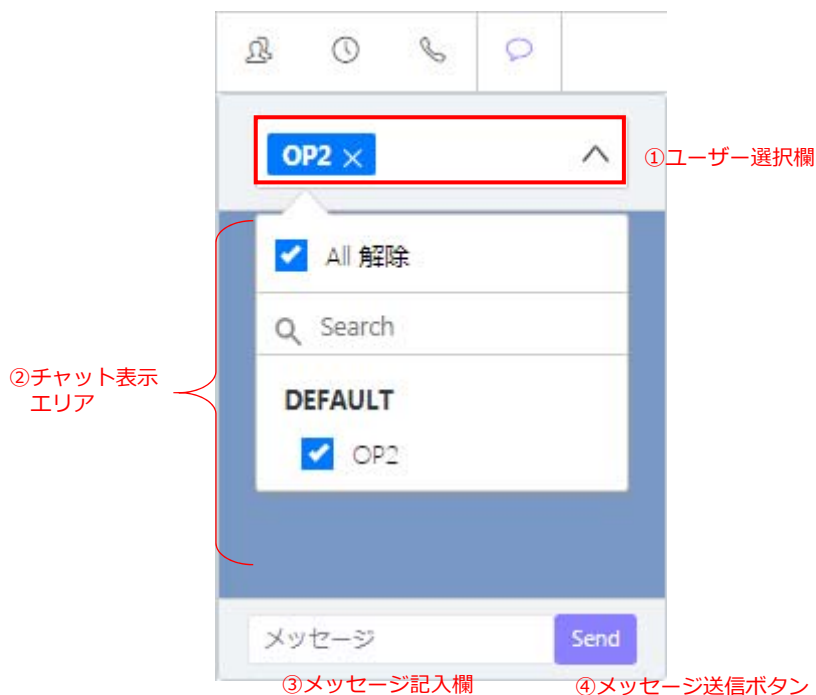 OP2 ×
①ユーザー選択欄
All 解除
Search
②チャット表示
エリア
DEFAULT
OP2
メッセージ
Send
③メッセージ記入欄
④メッセージ送信ボタン